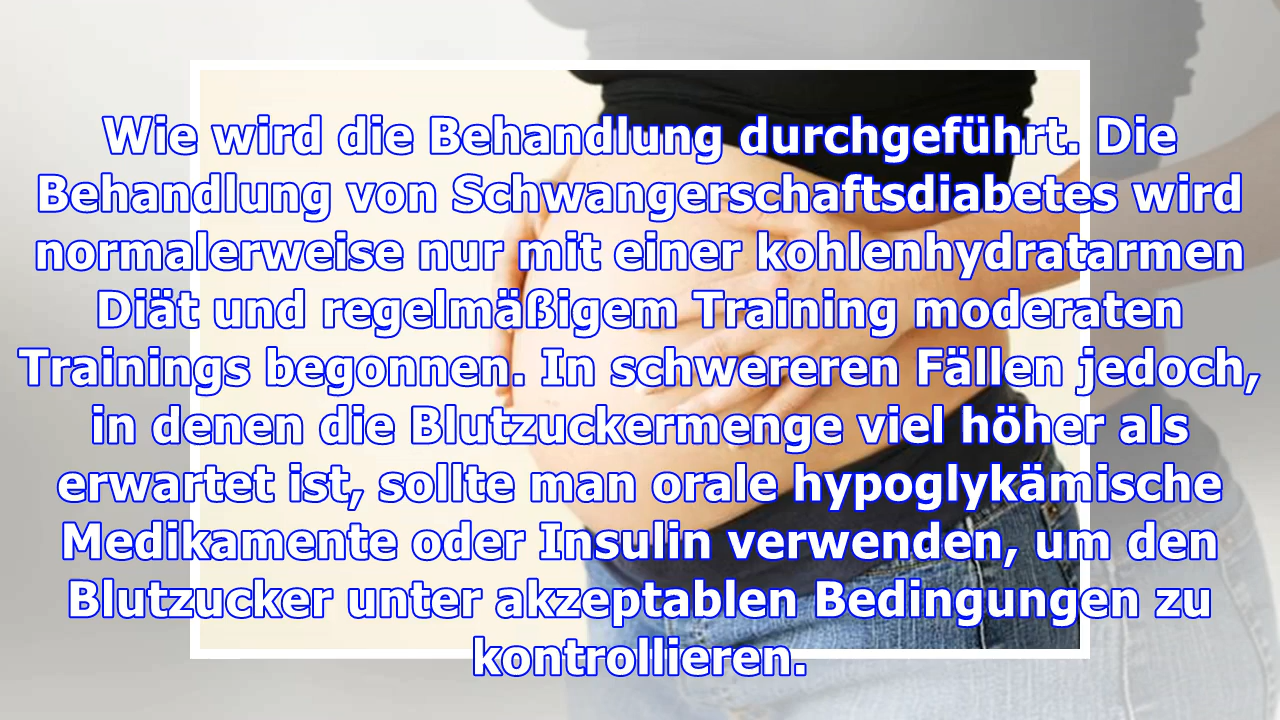 Wie wird die Behandlung durchgeführt. Die
Behandlung von Schwangerschaftsdiabetes wird
normalerweise nur mit einer kohlenhydratarmen
Diät und regelmäßigem Training moderaten
Trainings begonnen. In schwereren Fällen jedoch,
in denen die Blutzuckermenge viel höher als
erwartet ist, sollte man orale hypoglykämische
Medikamente oder Insulin verwenden, um den
Blutzucker unter akzeptablen Bedingungen zu
kontrollieren.